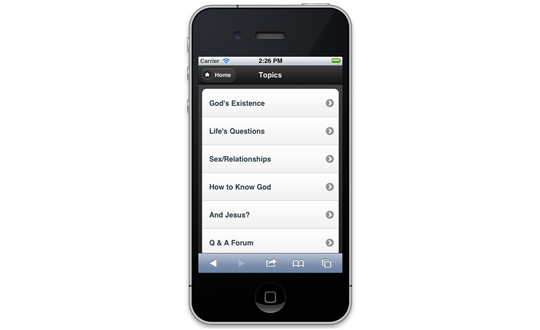 Carrier 2:26 PM
Home Topics
God's Existence
Life's Questions
Sex/Relationships
How to Know God
And Jesus?
Q & A Forum